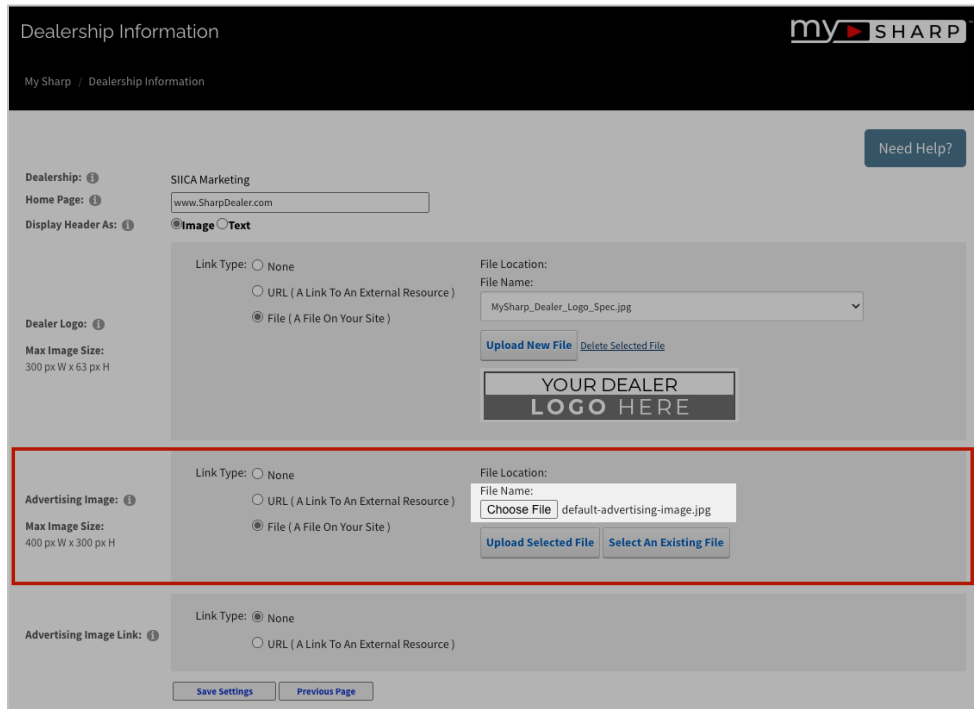 Dealership Information
my SHARP
My Sharp / Dealership Information
Need Help?
Dealership: SIICA Marketing
Home Page: www.SharpDealer.com
Display Header As: Image Text
Link Type: None
URL ( A Link To An External Resource )
File ( A File On Your Site )
File Location:
File Name:
MySharp_Dealer_Logo_Spec.jpg
Dealer Logo:
Max Image Size:
300 px W x 63 px H
Upload New File Delete Selected File
YOUR DEALER
LOGO HERE
Link Type: None
URL ( A Link To An External Resource )
File ( A File On Your Site )
File Location:
File Name:
Choose File default-advertising-image.jpg
Advertising Image:
Max Image Size:
400 px W x 300 px H
Upload Selected File Select An Existing File
Link Type: None
URL ( A Link To An External Resource )
Advertising Image Link:
Save Settings Previous Page